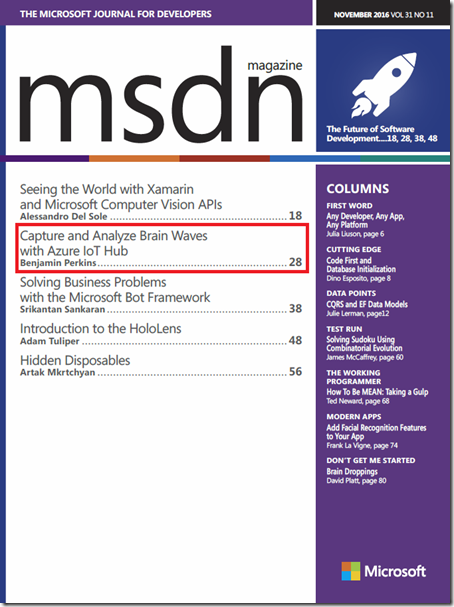 THE MICROSOFT JOURNAL FOR DEVELOPERS
NOVEMBER 2016 VOL 31 NO 11
magazine
msdn
The Future of Software
Development....18, 28, 38, 48
Seeing the World with Xamarin
and Microsoft Computer Vision APIs
Alessandro Del Sole ................................................ 18
Capture and Analyze Brain Waves
with Azure IoT Hub
Benjamin Perkins ................................................ 28
Solving Business Problems
with the Microsoft Bot Framework
Srikantan Sankaran ................................................ 38
Introduction to the HoloLens
Adam Tuliper ................................................ 48
Hidden Disposables
Artak Mkrtchyan ................................................ 56
COLUMNS
FIRST WORD
Any Developer, Any App,
Any Platform
Julia Liuson, page 6
CUTTING EDGE
Code First and
Database Initialization
Dino Esposito, page 8
DATA POINTS
CQRS and EF Data Models
Julie Lerman, page12
TEST RUN
Solving Sudoku Using
Combinatorial Evolution
James McCaffrey, page 60
THE WORKING
PROGRAMMER
How To Be MEAN: Taking a Gulp
Ted Neward, page 68
MODERN APPS
Add Facial Recognition Features
to Your App
Frank La Vigne, page 74
DON'T GET ME STARTED
Brain Droppings
David Platt, page 80
Microsoft